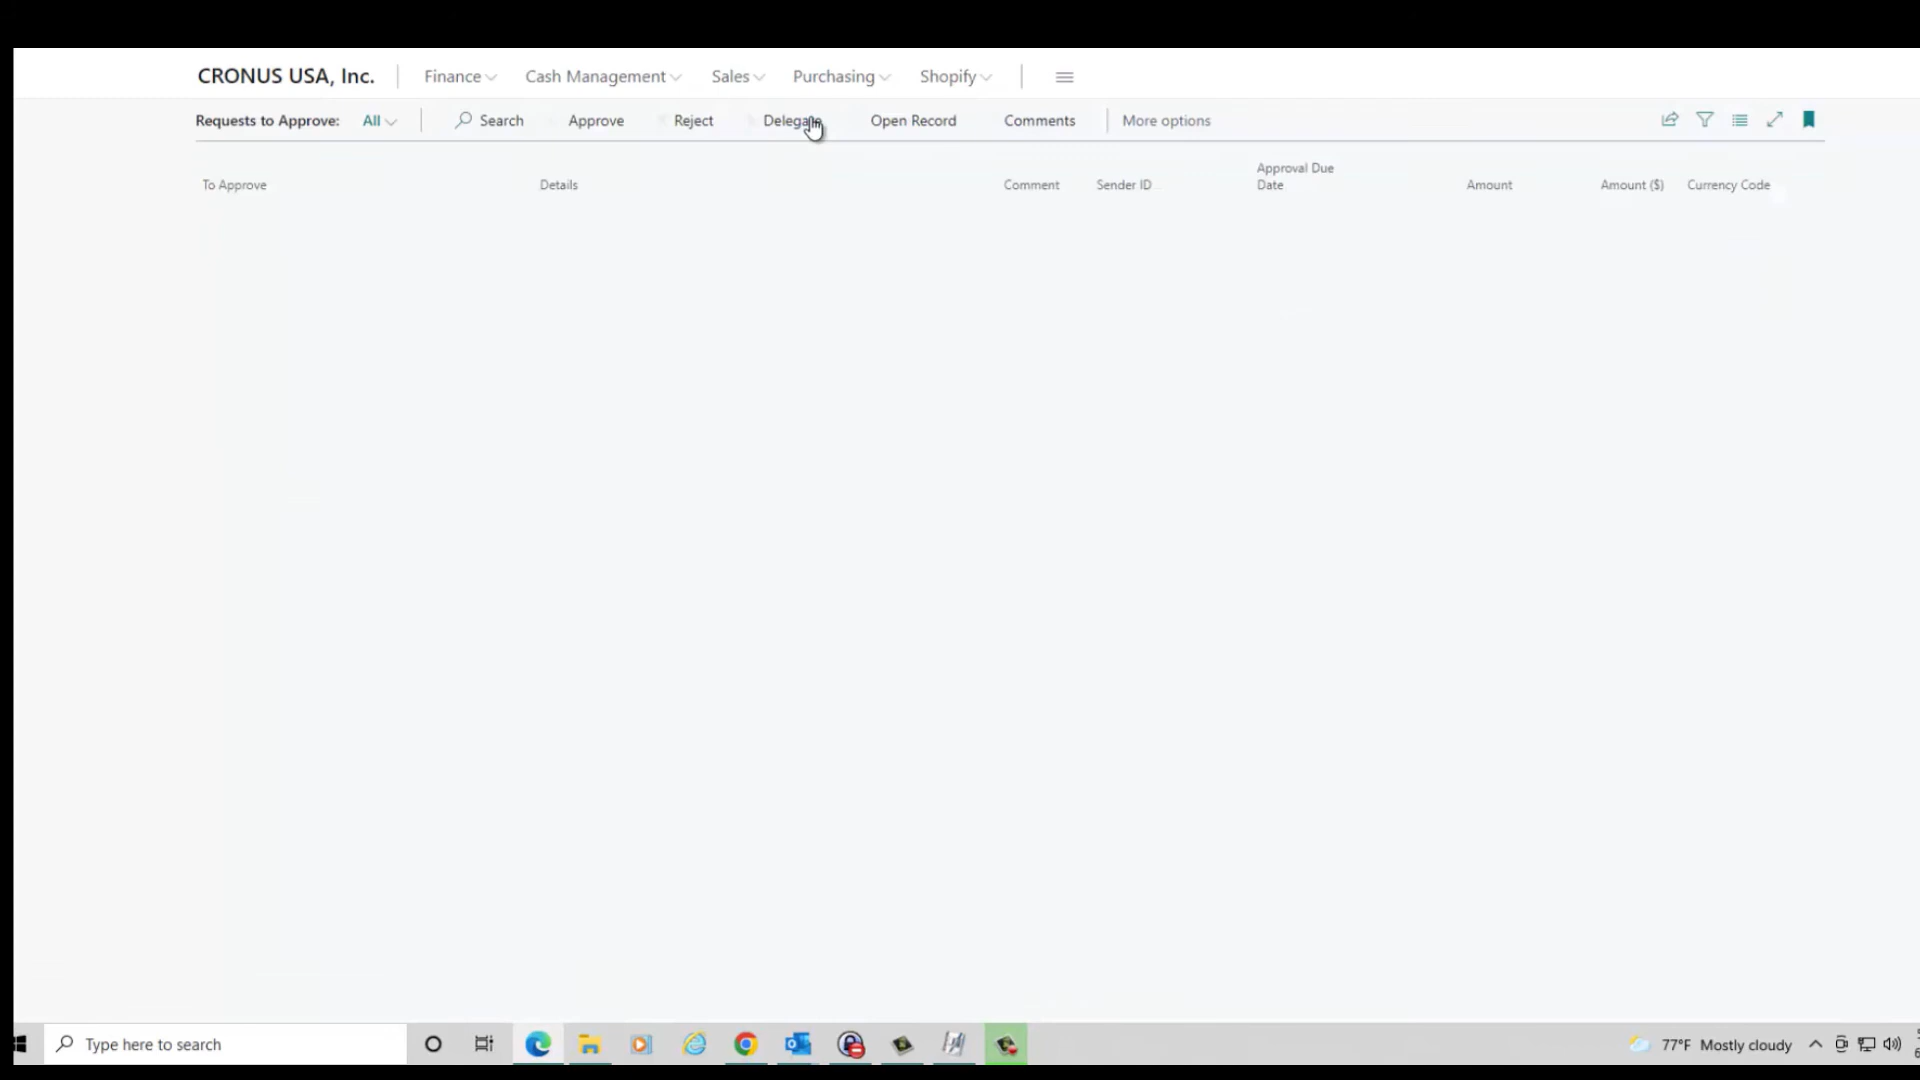 CRONUS USA, Inc. Finance Cash Management Sales Purchasing Shopify
Requests to Approve: All Search Approve Reject Delegate Open Record Comments More options
To Approve Details Comment Sender ID Approval Due Date Amount Amount ($) Currency Code
Type here to search 77°F Mostly cloudy